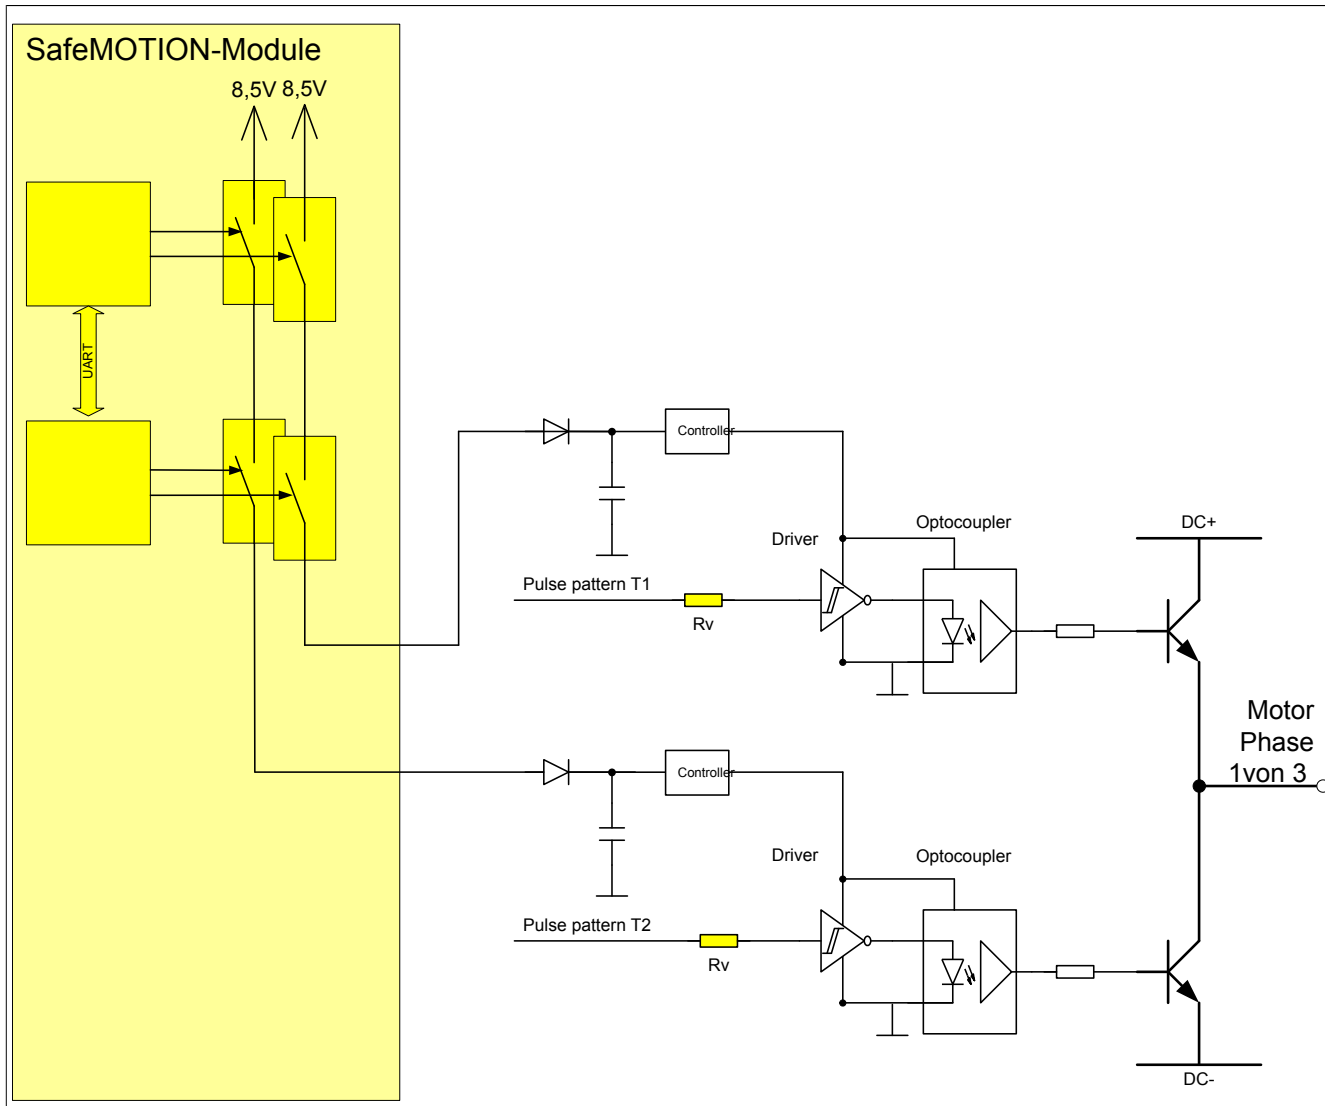 SafeMOTION-Module
8,5V 8,5V
UART
Controller
Driver
Optocoupler
DC+
Pulse pattern T1
Rv
Motor
Phase
1von 3
Controller
Driver
Optocoupler
Pulse pattern T2
Rv
DC-